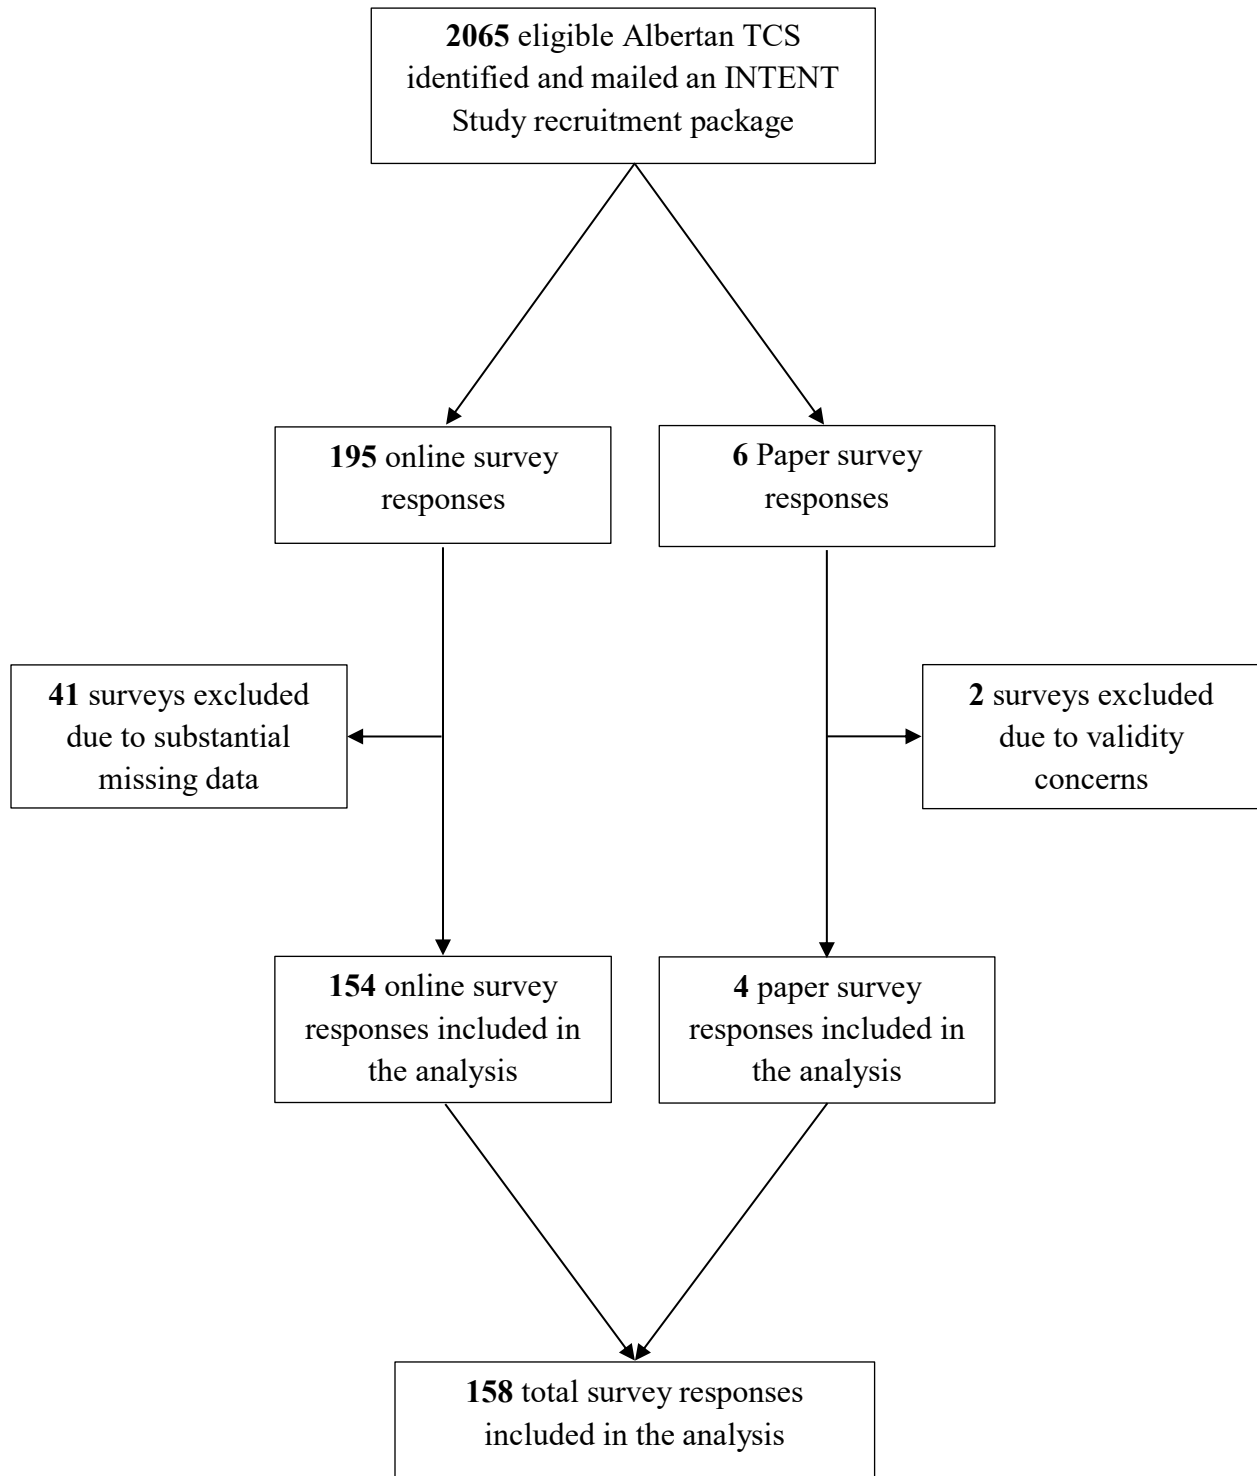 2065 eligible Albertan TCS
identified and mailed an INTENT
Study recruitment package
195 online survey
responses
6 Paper survey
responses
41 surveys excluded
due to substantial
missing data
2 surveys excluded
due to validity
concerns
154 online survey
responses included in
the analysis
4 paper survey
responses included in
the analysis
158 total survey responses
included in the analysis